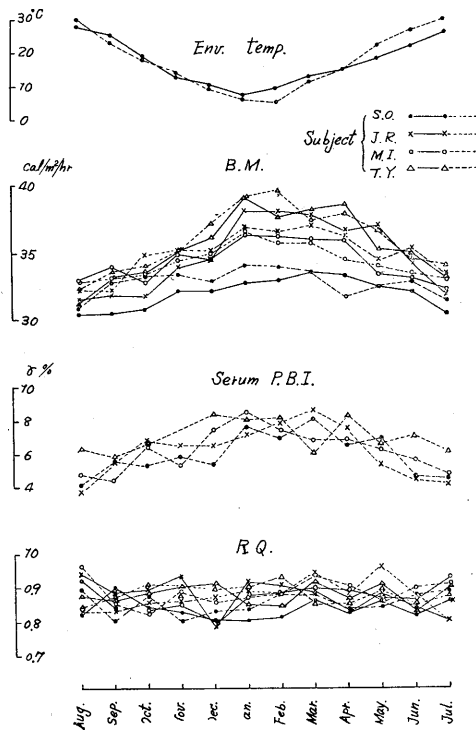 30°C
Env. temp.
20
10
0
Subject
S.O.
J.R.
M.I.
T.Y.
cal/m²/hr
B.M.
40
35
30
γ %
Serum P.B.I.
10
8
6
4
R.Q.
1.0
0.9
0.8
0.7
Aug. Sep. Oct. Nov. Dec. Jan. Feb. Mar. Apr. May Jun. Jul.